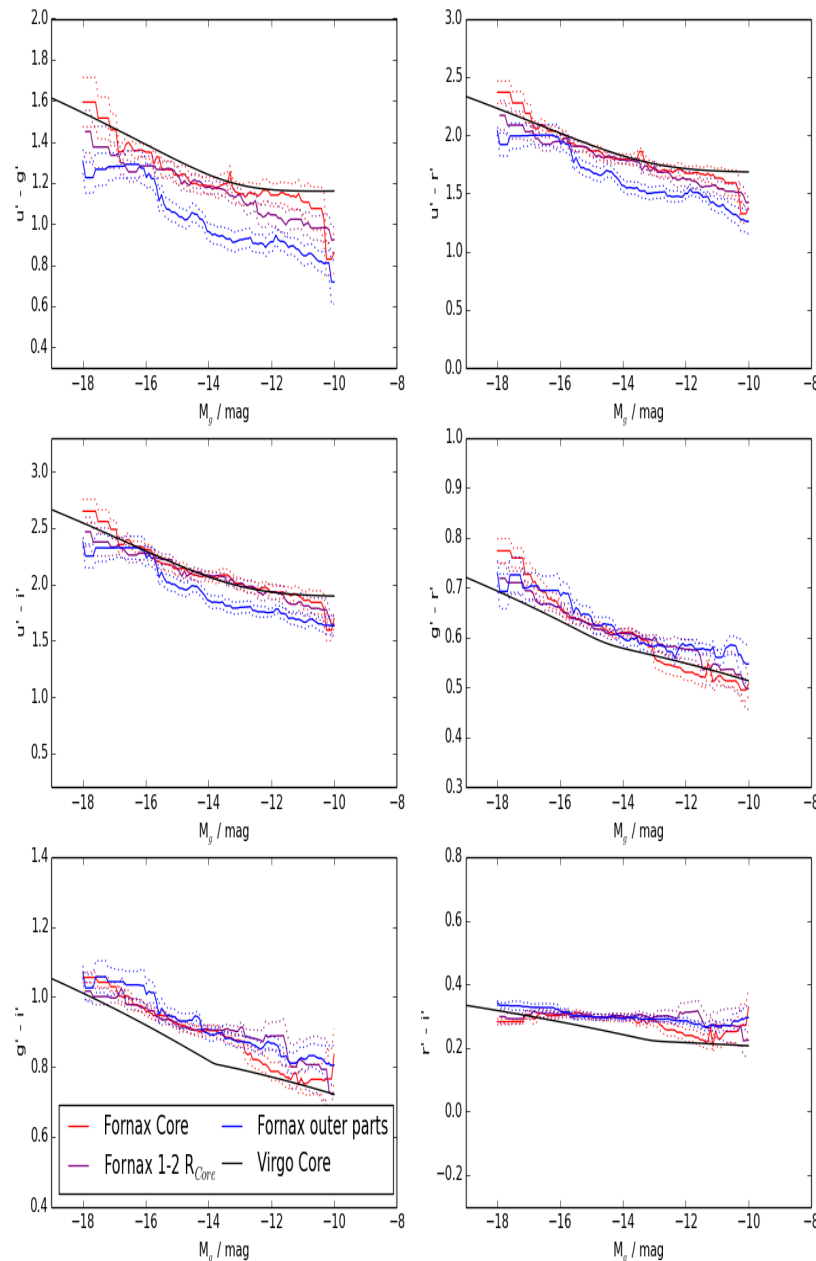 2.0
1.8
1.6
1.4
1.2
1.0
0.8
0.6
0.4
u' - g'
−18 −16 −14 −12 −10 −8
M_g / mag
3.0
2.5
2.0
1.5
1.0
0.5
0.0
u' - r'
−18 −16 −14 −12 −10 −8
M_g / mag
3.0
2.5
2.0
1.5
1.0
0.5
u' - i'
−18 −16 −14 −12 −10 −8
M_g / mag
1.0
0.9
0.8
0.7
0.6
0.5
0.4
0.3
g' - r'
−18 −16 −14 −12 −10 −8
M_g / mag
1.4
1.2
1.0
0.8
0.6
0.4
g' - i'
Fornax Core
Fornax outer parts
Fornax 1-2 R_Core
Virgo Core
−18 −16 −14 −12 −10 −8
M_g / mag
0.8
0.6
0.4
0.2
0.0
−0.2
r' - i'
−18 −16 −14 −12 −10 −8
M_g / mag